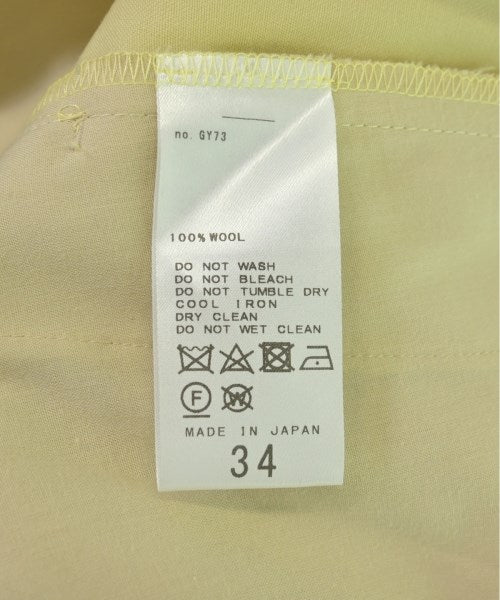 no. GY73
100% WOOL
DO NOT WASH
DO NOT BLEACH
DO NOT TUMBLE DRY
COOL IRON
DRY CLEAN
DO NOT WET CLEAN
F W
MADE IN JAPAN
34